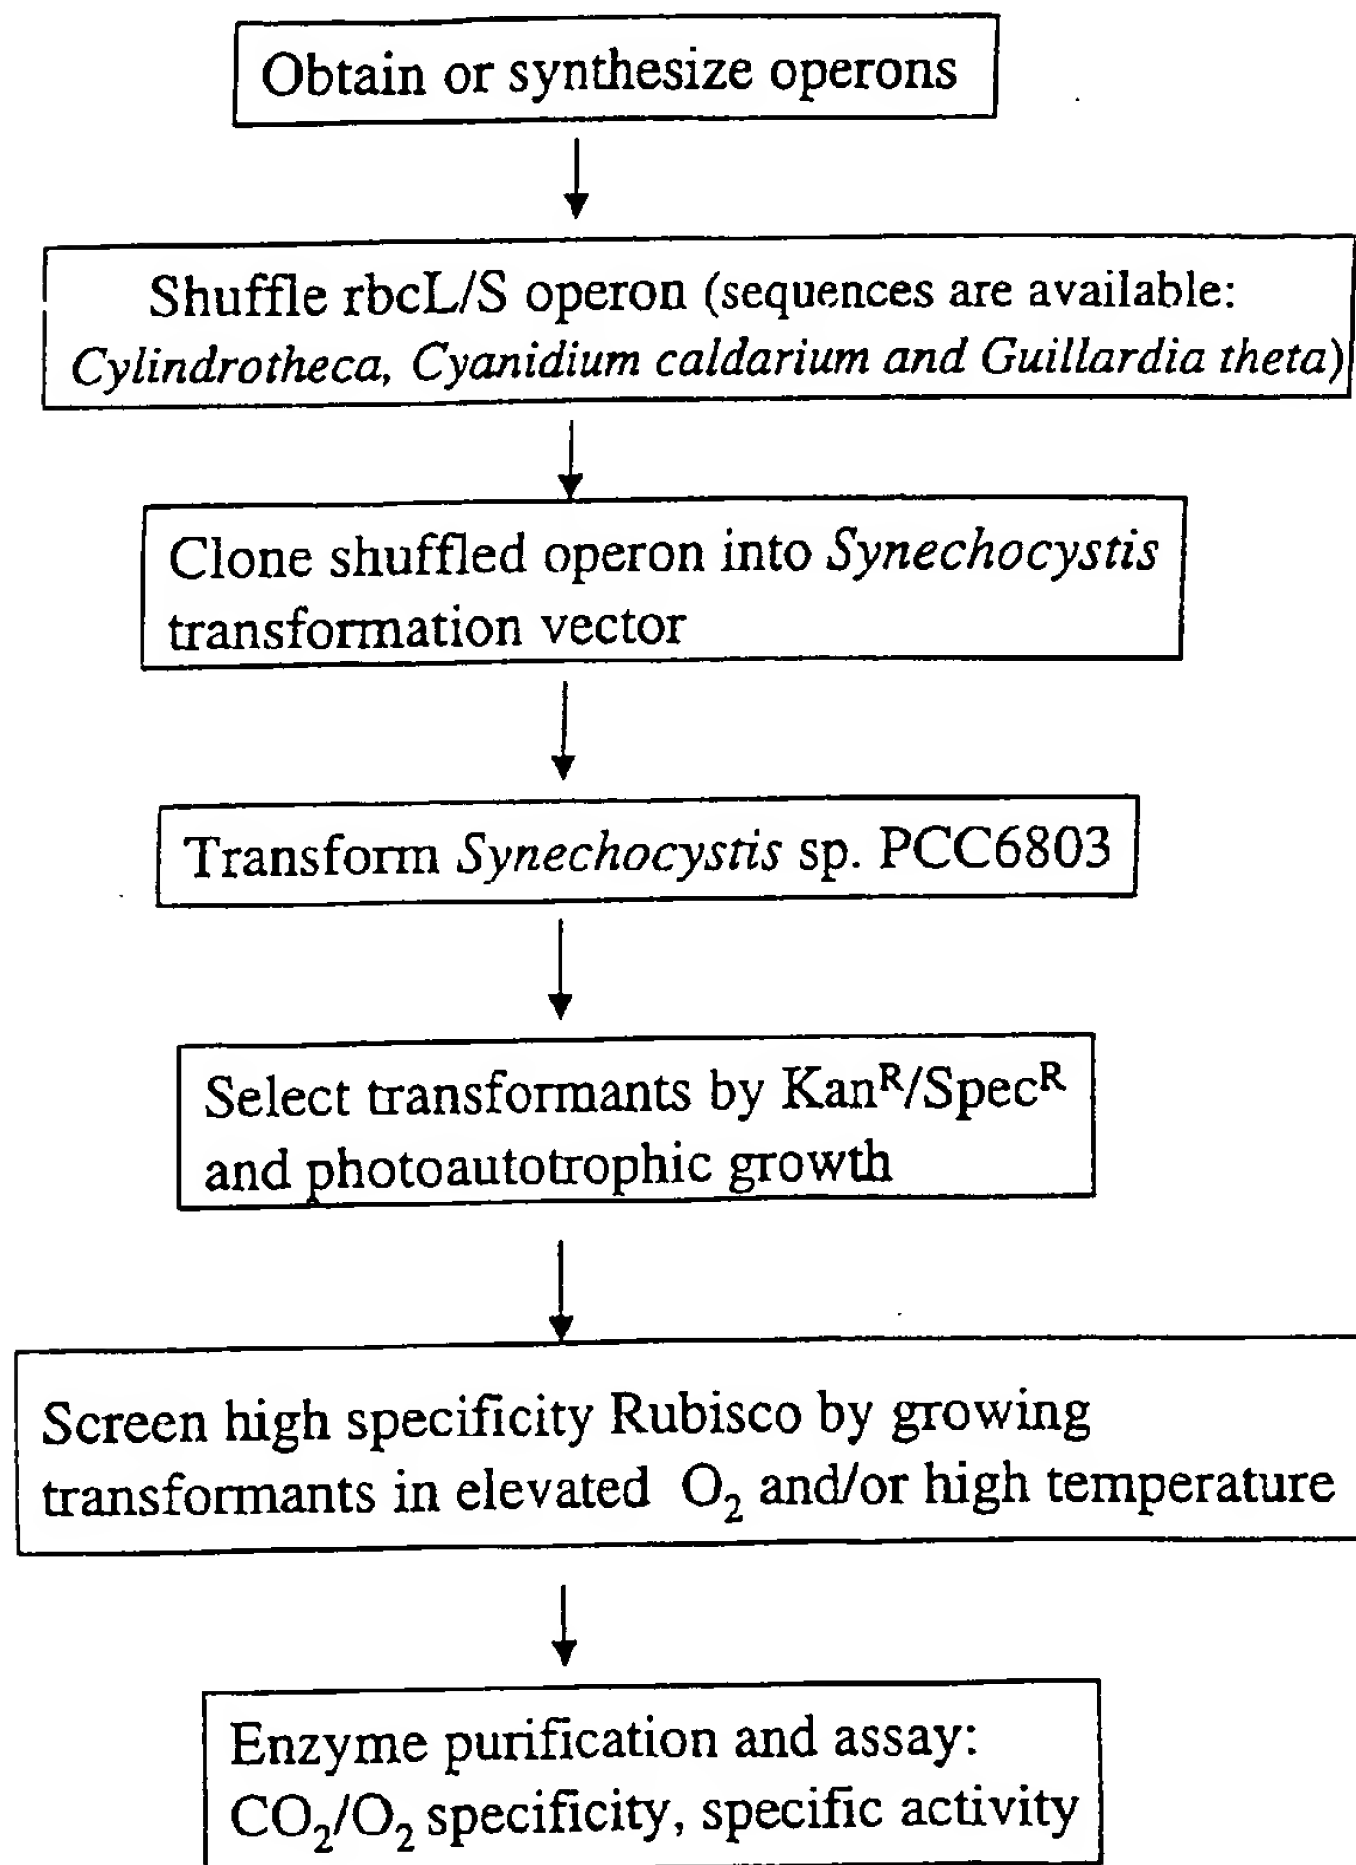 Obtain or synthesize operons
Shuffle rbcL/S operon (sequences are available:
Cylindrotheca, Cyanidium caldarium and Guillardia theta)
Clone shuffled operon into Synechocystis
transformation vector
Transform Synechocystis sp. PCC6803
Select transformants by Kanᴿ/Specᴿ
and photoautotrophic growth
Screen high specificity Rubisco by growing
transformants in elevated O₂ and/or high temperature
Enzyme purification and assay:
CO₂/O₂ specificity, specific activity